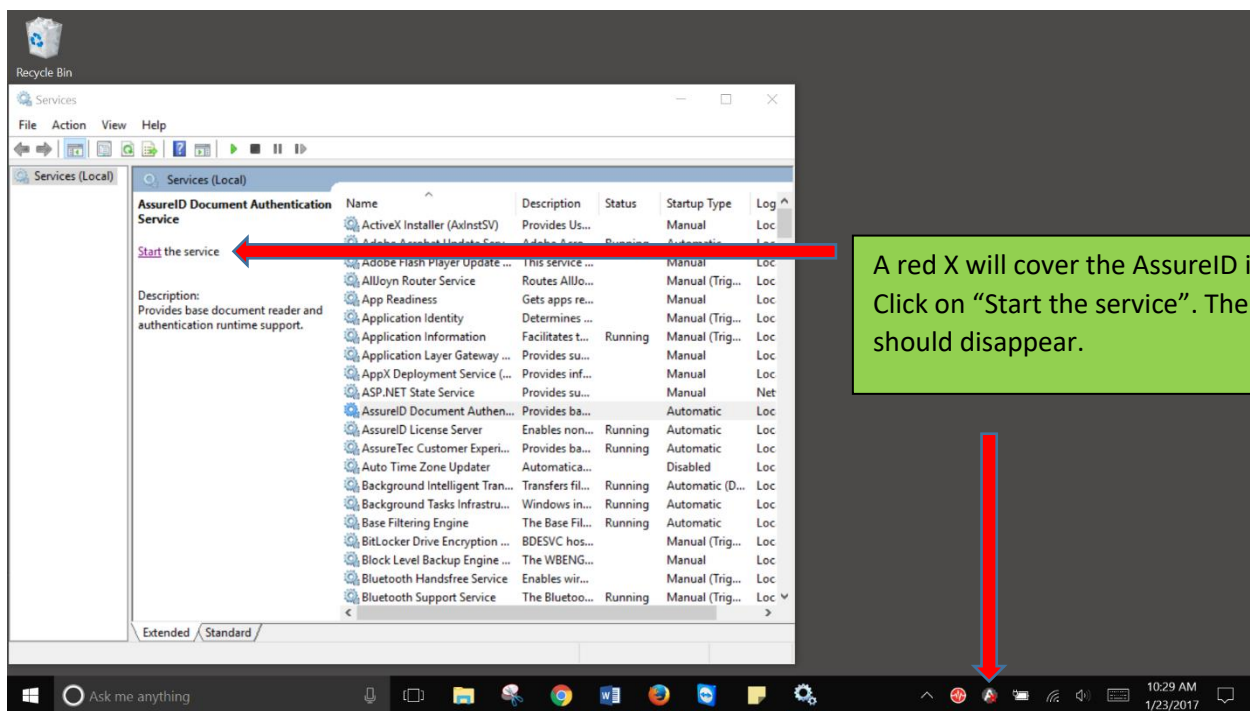 Recycle Bin
Services
File Action View Help
Services (Local)
Services (Local)
AssureID Document Authentication Service
Start the service
Description:
Provides base document reader and
authentication runtime support.
Name Description Status Startup Type Log
ActiveX Installer (AxInstSV) Provides Us... Manual Loc
Adobe Acrobat Update Serv... Adobe Acro... Running Automatic Loc
Adobe Flash Player Update ... This service ... Manual Loc
AllJoyn Router Service Routes AllJo... Manual (Trig... Loc
App Readiness Gets apps re... Manual Loc
Application Identity Determines ... Manual (Trig... Loc
Application Information Facilitates t... Running Manual (Trig... Loc
Application Layer Gateway ... Provides su... Manual Loc
AppX Deployment Service (... Provides inf... Manual Loc
ASP.NET State Service Provides su... Manual Net
AssureID Document Authen... Provides ba... Automatic Loc
AssureID License Server Enables non... Running Automatic Loc
AssureTec Customer Experi... Provides ba... Running Automatic Loc
Auto Time Zone Updater Automatica... Disabled Loc
Background Intelligent Tran... Transfers fil... Running Automatic (D... Loc
Background Tasks Infrastru... Windows in... Running Automatic Loc
Base Filtering Engine The Base Fil... Running Automatic Loc
BitLocker Drive Encryption ... BDESVC hos... Manual (Trig... Loc
Block Level Backup Engine ... The WBENG... Manual Loc
Bluetooth Handsfree Service Enables wir... Manual (Trig... Loc
Bluetooth Support Service The Bluetoo... Running Manual (Trig... Loc
Extended Standard
A red X will cover the AssureID i
Click on “Start the service”. The
should disappear.
Ask me anything
10:29 AM
1/23/2017